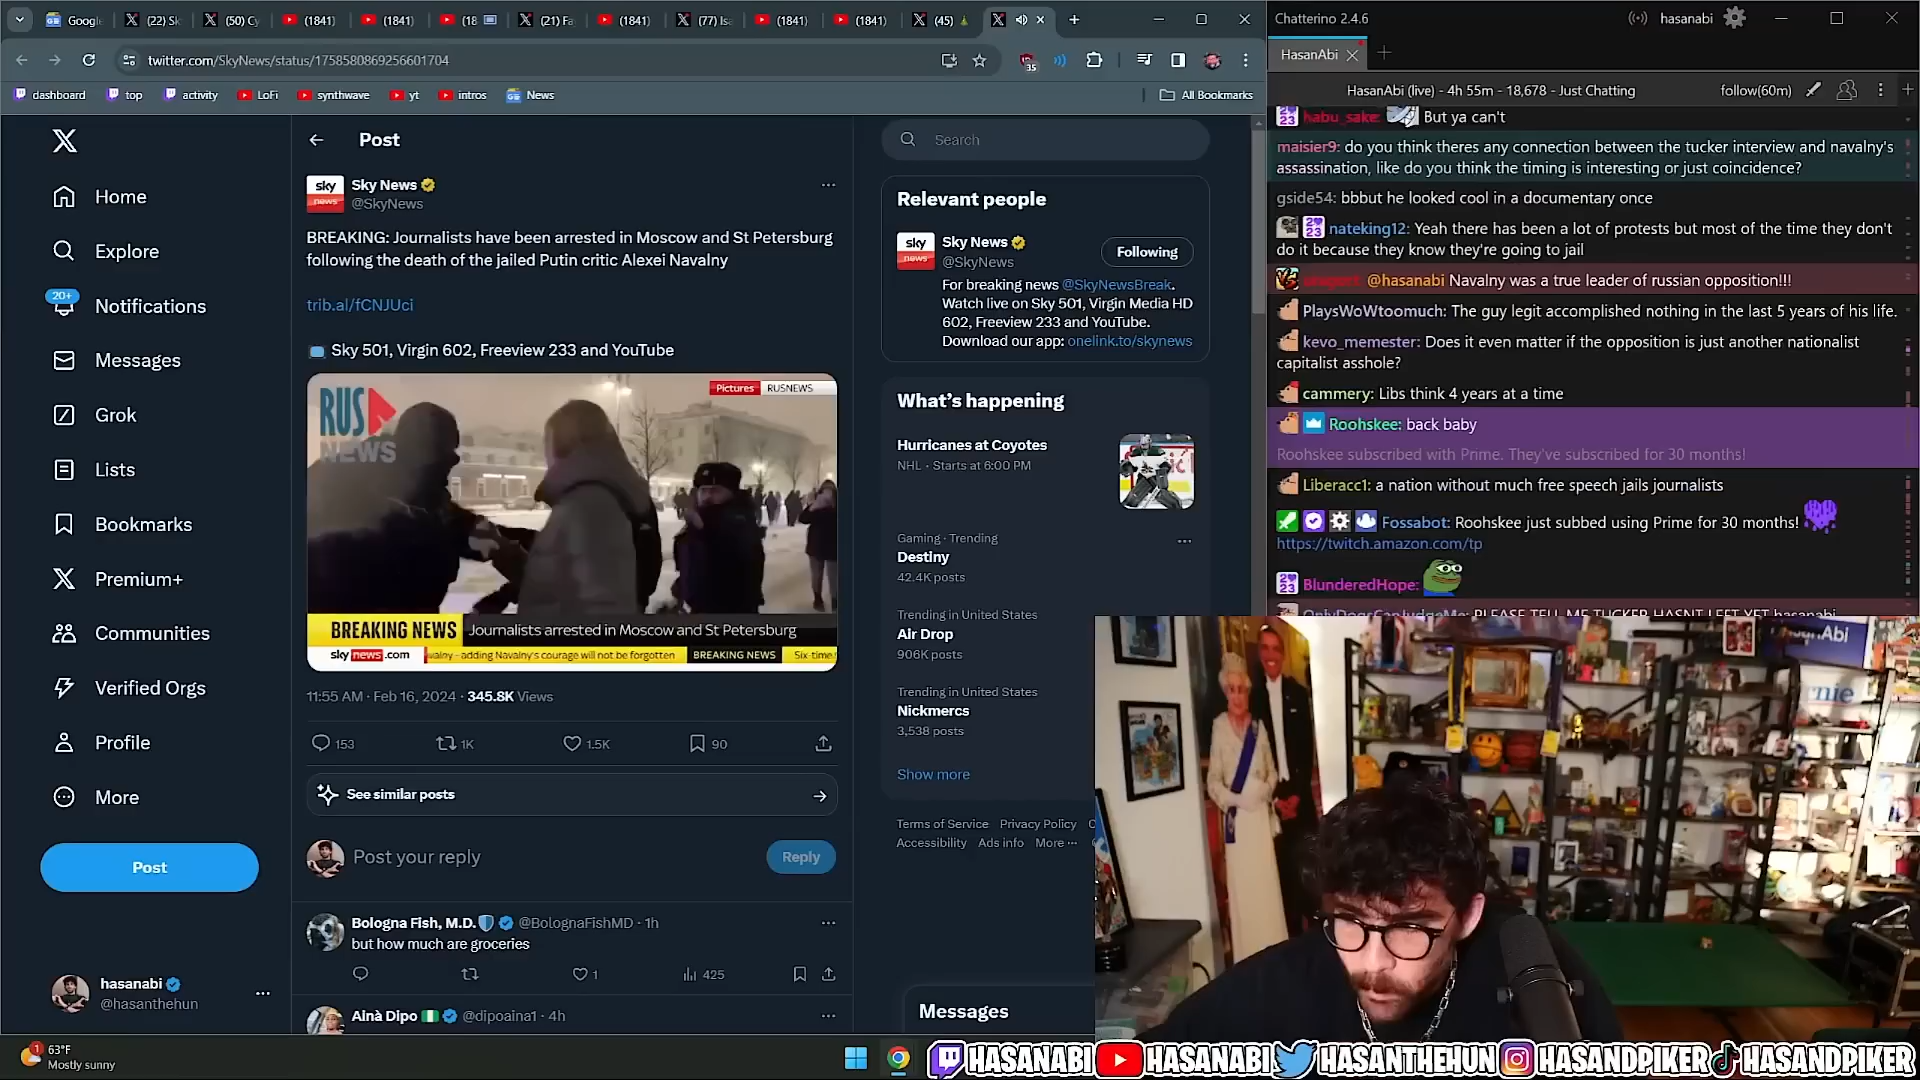 Google
(22) Sk
(50) Cy
(1841)
(1841)
(18
(21) Fa
(1841)
(77) Isa
(1841)
(1841)
(45)
twitter.com/SkyNews/status/1758580869256601704
35
dashboard
top
activity
LoFi
synthwave
yt
intros
News
All Bookmarks
Home
Explore
20+
Notifications
Messages
Grok
Lists
Bookmarks
Premium+
Communities
Verified Orgs
Profile
More
Post
hasanabi
@hasanthehun
Post
sky news
Sky News
@SkyNews
BREAKING: Journalists have been arrested in Moscow and St Petersburg
following the death of the jailed Putin critic Alexei Navalny
trib.al/fCNJUci
Sky 501, Virgin 602, Freeview 233 and YouTube
RUS
NEWS
Pictures RUSNEWS
BREAKING NEWS Journalists arrested in Moscow and St Petersburg
sky news.com
- adding Navalny's courage will not be forgotten BREAKING NEWS Six-time
11:55 AM · Feb 16, 2024 · 345.8K Views
153 1K 1.5K 90
See similar posts
Post your reply
Reply
Bologna Fish, M.D. @BolognaFishMD · 1h
but how much are groceries
1 425
Ainà Dipo @dipoaina1 · 4h
Search
Relevant people
sky news
Sky News
@SkyNews
Following
For breaking news @SkyNewsBreak.
Watch live on Sky 501, Virgin Media HD
602, Freeview 233 and YouTube.
Download our app: onelink.to/skynews
What's happening
Hurricanes at Coyotes
NHL · Starts at 6:00 PM
Gaming · Trending
Destiny
42.4K posts
Trending in United States
Air Drop
906K posts
Trending in United States
Nickmercs
3,538 posts
Show more
Terms of Service Privacy Policy
Accessibility Ads info More ···
Messages
Chatterino 2.4.6
hasanabi
HasanAbi
HasanAbi (live) - 4h 55m - 18,678 - Just Chatting
follow(60m)
habu_sake: But ya can't
maisier9: do you think theres any connection between the tucker interview and navalny's
assassination, like do you think the timing is interesting or just coincidence?
gside54: bbbut he looked cool in a documentary once
nateking12: Yeah there has been a lot of protests but most of the time they don't
do it because they know they're going to jail
@hasanabi Navalny was a true leader of russian opposition!!!
PlaysWoWtoomuch: The guy legit accomplished nothing in the last 5 years of his life.
kevo_memester: Does it even matter if the opposition is just another nationalist
capitalist asshole?
cammery: Libs think 4 years at a time
Roohskee: back baby
Roohskee subscribed with Prime. They've subscribed for 30 months!
Liberacc1: a nation without much free speech jails journalists
Fossabot: Roohskee just subbed using Prime for 30 months!
https://twitch.amazon.com/tp
BlunderedHope:
OnlyDogsCanJudgeMe: PLEASE TELL ME TUCKER HASNT LEFT YET hasanabi
1 63°F
Mostly sunny
HASANABI
HASANABI
HASANTHEHUN
HASANDPIKER
HASANDPIKER